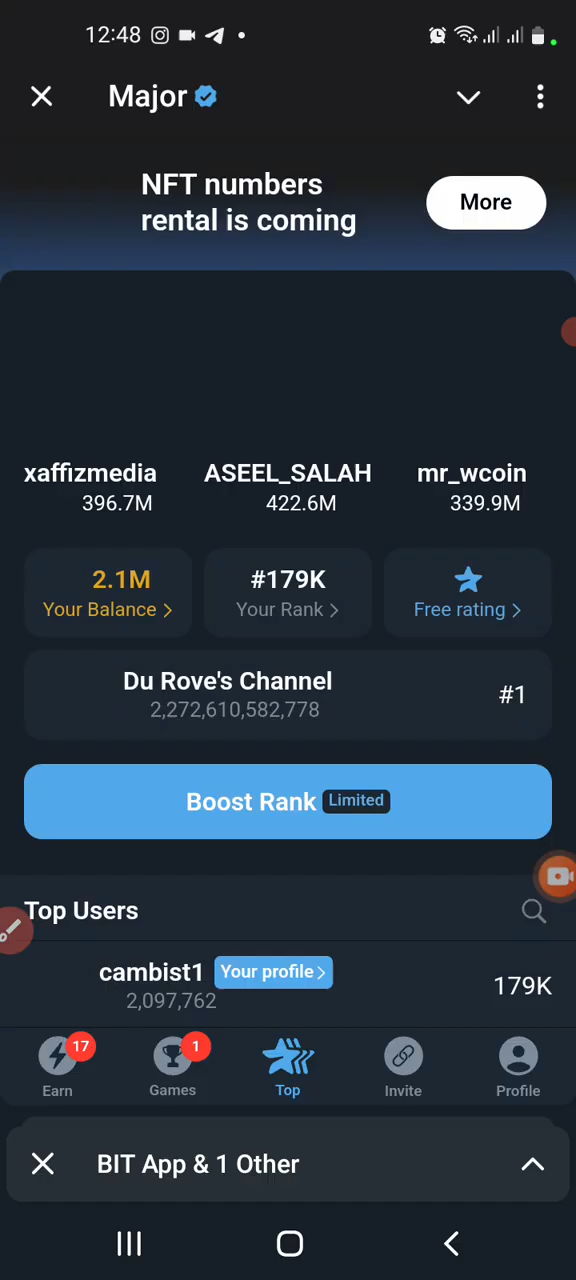 12:48
Major
NFT numbers
rental is coming
More
xaffizmedia
ASEEL_SALAH
mr_wcoin
396.7M
422.6M
339.9M
2.1M
#179K
Your Balance
Your Rank
Free rating
Du Rove's Channel
2,272,610,582,778
#1
Boost Rank Limited
Top Users
cambist1 Your profile
2,097,762
179K
17
1
Earn
Games
Top
Invite
Profile
BIT App & 1 Other